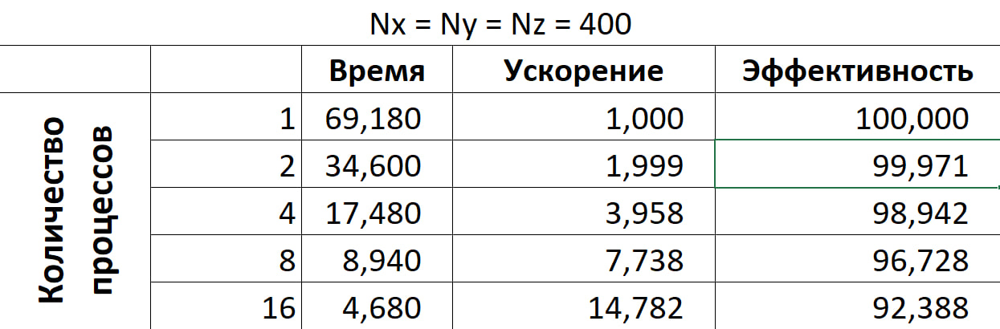 Nx = Ny = Nz = 400
Время Ускорение Эффективность
Количество
процессов
1 69,180 1,000 100,000
2 34,600 1,999 99,971
4 17,480 3,958 98,942
8 8,940 7,738 96,728
16 4,680 14,782 92,388